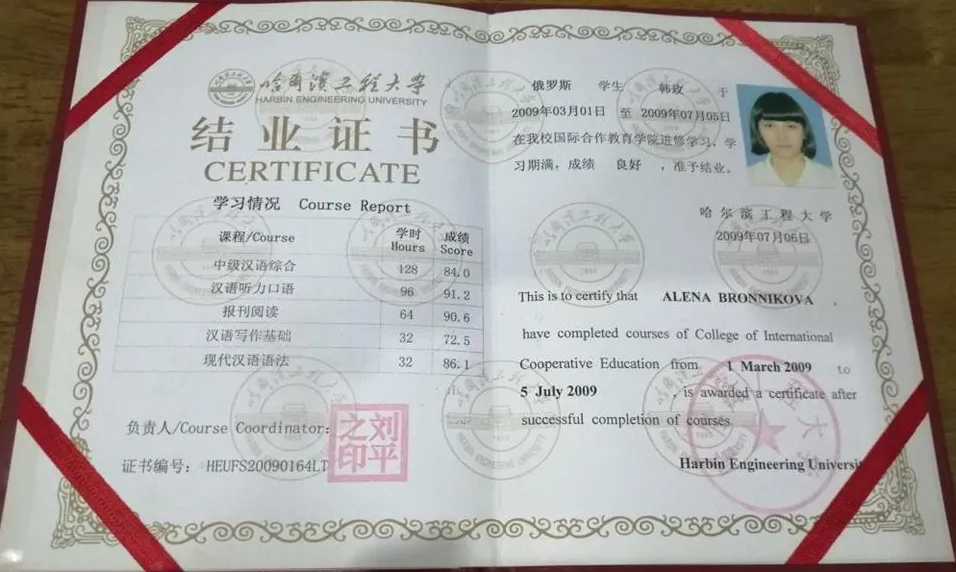 哈尔滨工程大学
HARBIN ENGINEERING UNIVERSITY
结业证书
CERTIFICATE
学习情况 Course Report
课程/Course 学时 Hours 成绩 Score
中级汉语综合 128 84.0
汉语听力口语 96 91.2
报刊阅读 64 90.6
汉语写作基础 32 72.5
现代汉语语法 32 86.1
负责人/Course Coordinator:
刘平之印
证书编号: HEUFS20090164LT
俄罗斯 学生 韩玫 于
2009年03月01日 至 2009年07月05日
在我校国际合作教育学院进修学习,学
习期满,成绩 良好 ,准予结业。
哈尔滨工程大学
2009年07月06日
This is to certify that ALENA BRONNIKOVA
have completed courses of College of International
Cooperative Education from 1 March 2009 to
5 July 2009 , is awarded a certificate after
successful completion of courses.
Harbin Engineering Universi